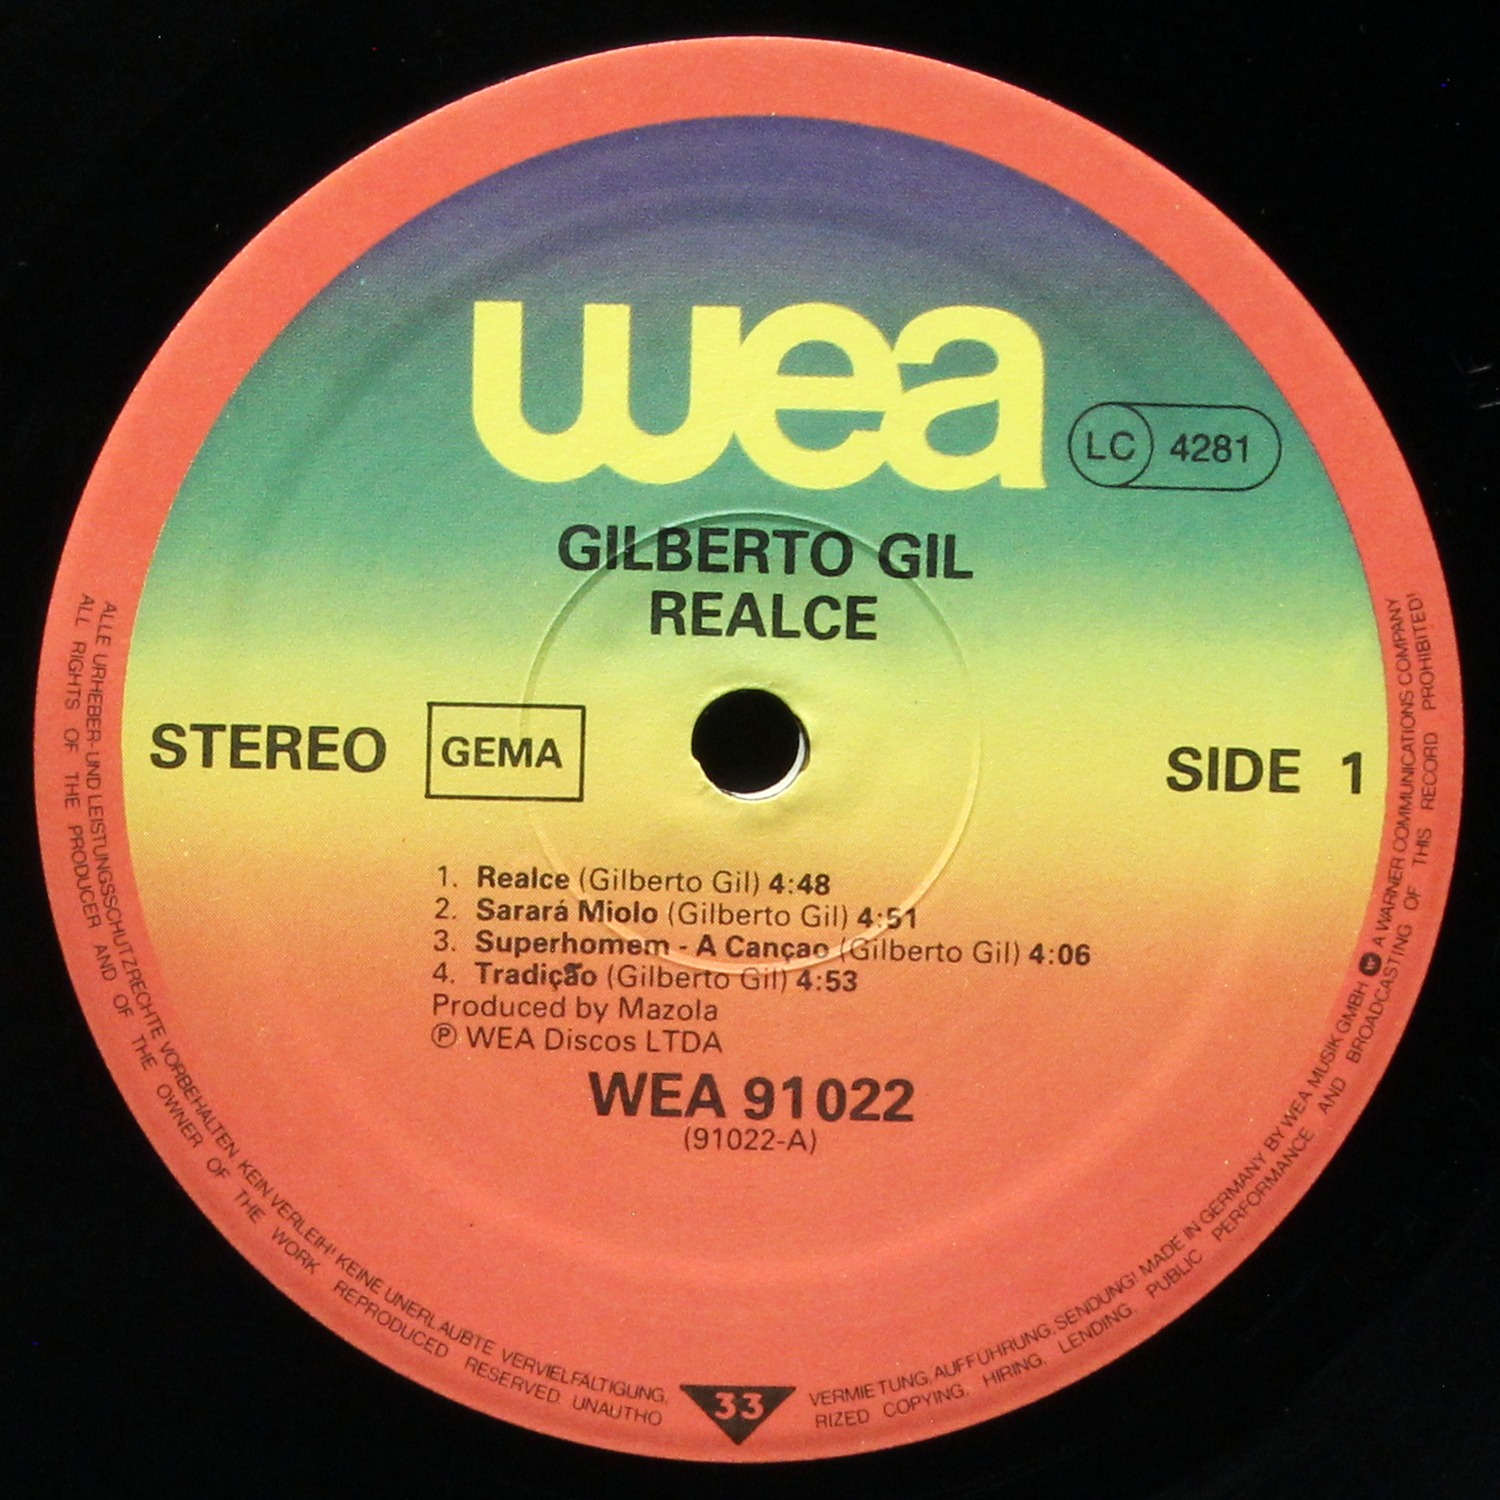 wea
LC 4281
GILBERTO GIL
REALCE
STEREO GEMA SIDE 1
1. Realce (Gilberto Gil) 4:48
2. Sarará Miolo (Gilberto Gil) 4:51
3. Superhomem - A Cançao (Gilberto Gil) 4:06
4. Tradição (Gilberto Gil) 4:53
Produced by Mazola
Ⓟ WEA Discos LTDA
WEA 91022
(91022-A)
ALLE URHEBER- UND LEISTUNGSSCHUTZRECHTE VORBEHALTEN KEIN VERLEIH! KEINE UNERLAUBTE VERVIELFÄLTIGUNG, VERMIETUNG, AUFFÜHRUNG, SENDUNG! MADE IN GERMANY BY WEA MUSIK GMBH A WARNER COMMUNICATIONS COMPANY
ALL RIGHTS OF THE PRODUCER AND OF THE OWNER OF THE WORK REPRODUCED RESERVED UNAUTHORIZED COPYING, HIRING, LENDING, PUBLIC PERFORMANCE AND BROADCASTING OF THIS RECORD PROHIBITED!
33